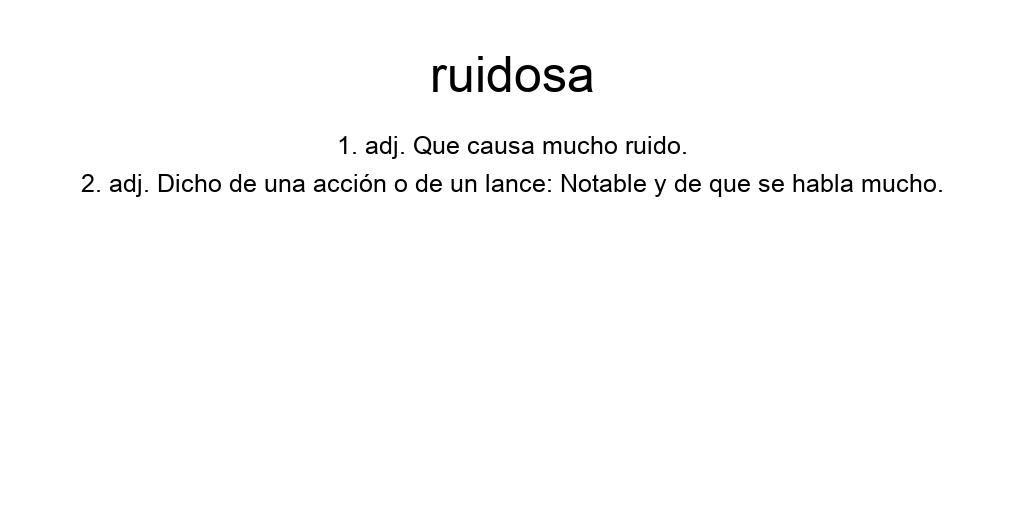 ruidosa
1. adj. Que causa mucho ruido.
2. adj. Dicho de una acción o de un lance: Notable y de que se habla mucho.